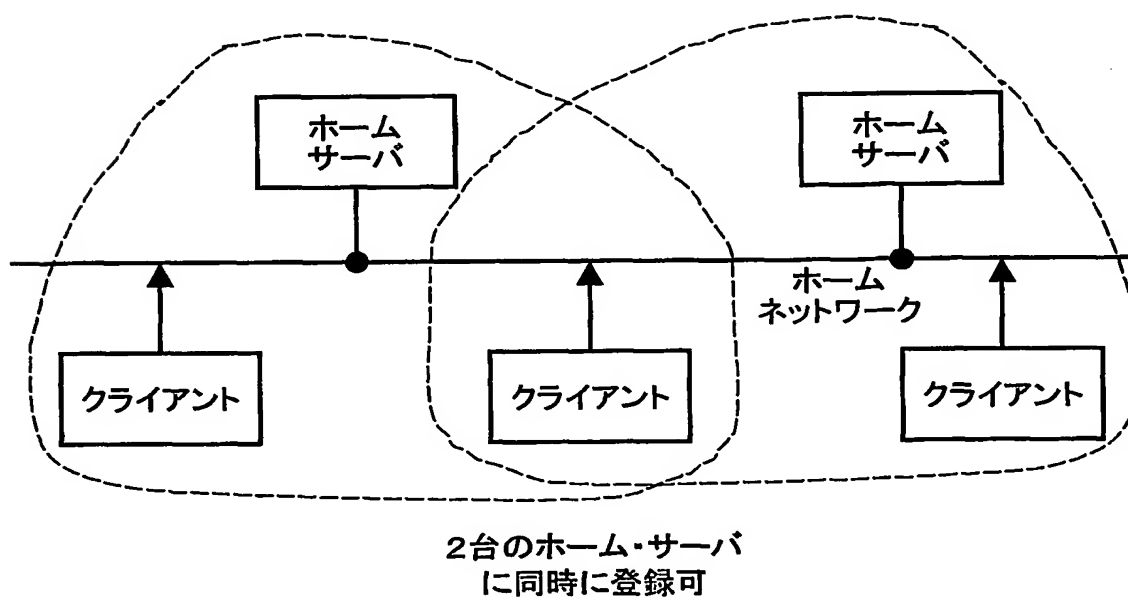 ホーム
サーバ
ホーム
サーバ
ホーム
ネットワーク
クライアント
クライアント
クライアント
2台のホーム・サーバ
に同時に登録可